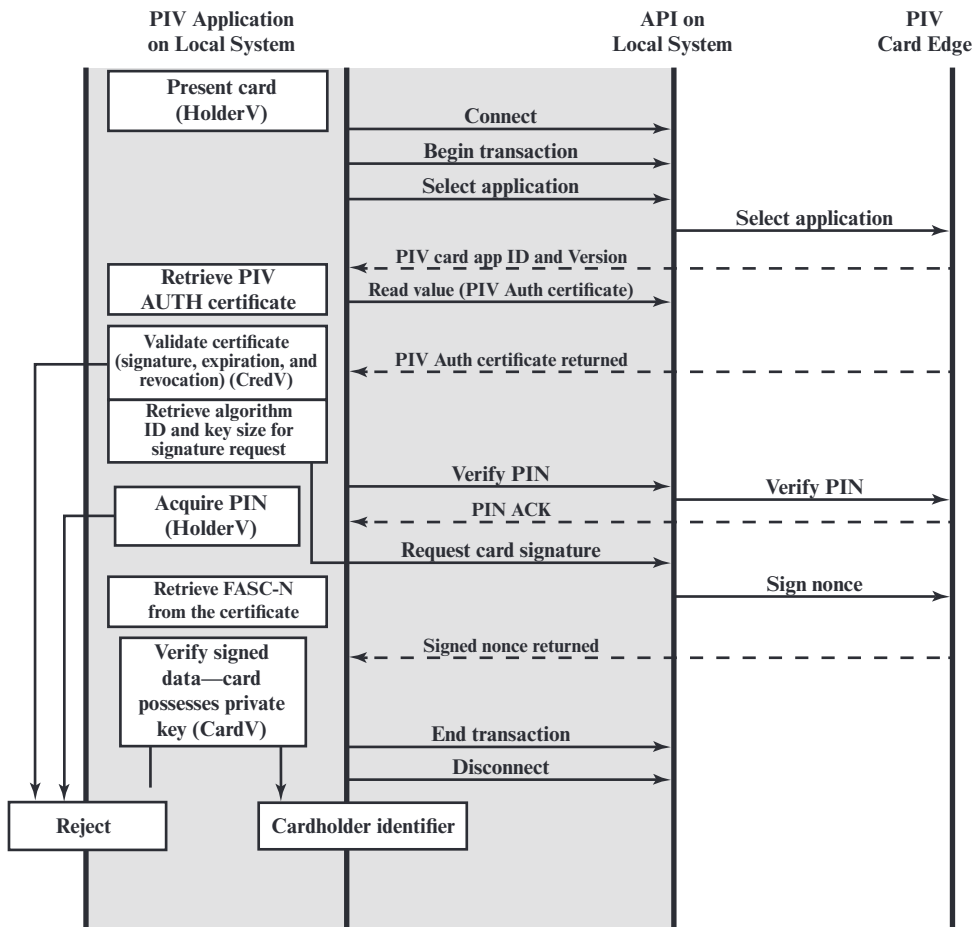 PIV Application
on Local System
API on
Local System
PIV
Card Edge
Present card
(HolderV)
Connect
Begin transaction
Select application
Select application
PIV card app ID and Version
Retrieve PIV
AUTH certificate
Read value (PIV Auth certificate)
Validate certificate
(signature, expiration, and
revocation) (CredV)
PIV Auth certificate returned
Retrieve algorithm
ID and key size for
signature request
Verify PIN
Verify PIN
Acquire PIN
(HolderV)
PIN ACK
Request card signature
Retrieve FASC-N
from the certificate
Sign nonce
Signed nonce returned
Verify signed
data—card
possesses private
key (CardV)
End transaction
Disconnect
Reject
Cardholder identifier